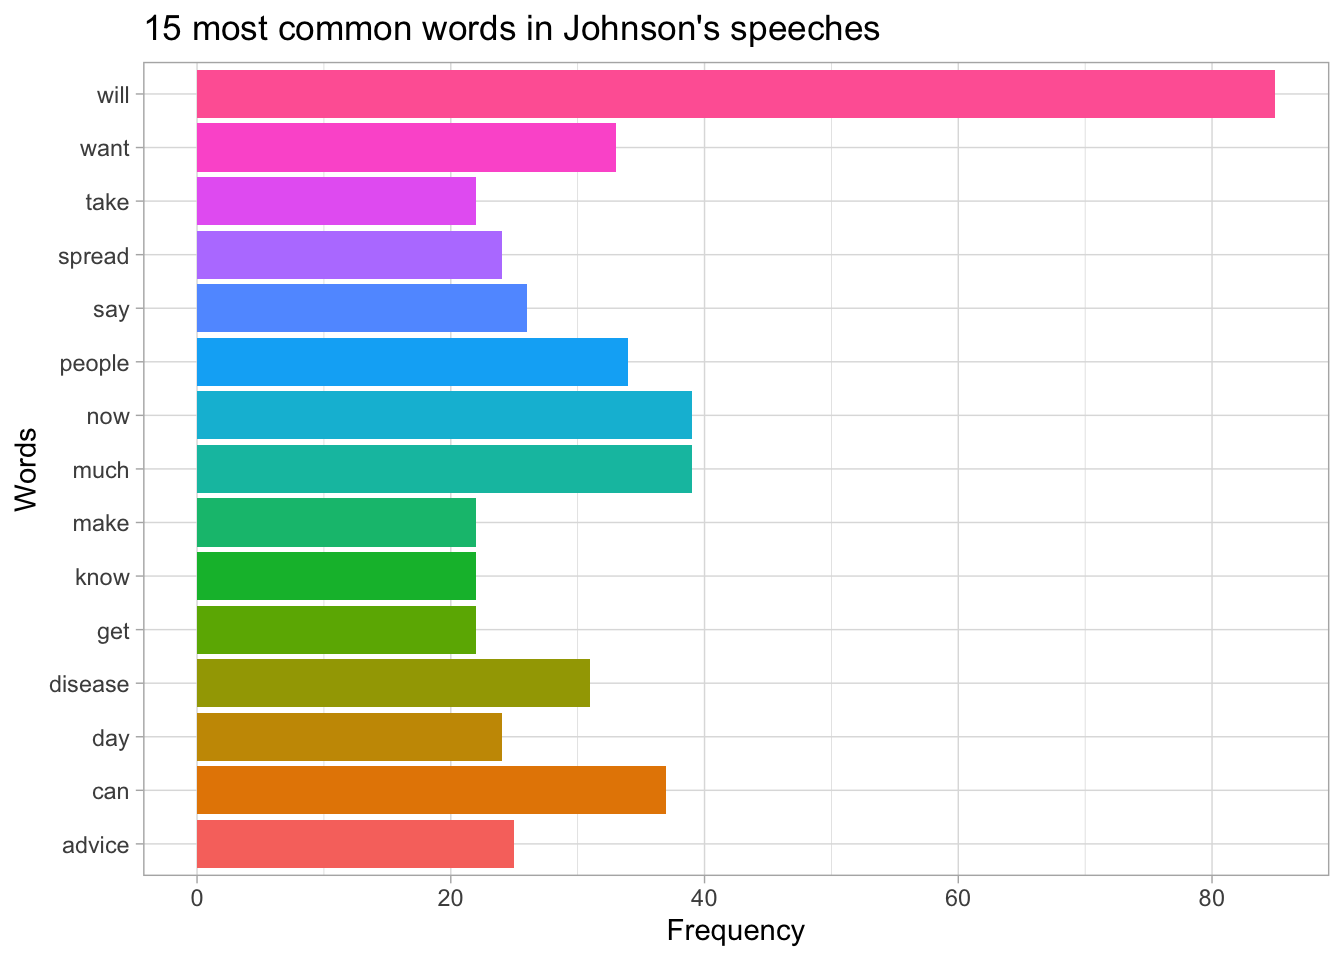 15 most common words in Johnson's speeches
Words
will
want
take
spread
say
people
now
much
make
know
get
disease
day
can
advice
0 20 40 60 80
Frequency